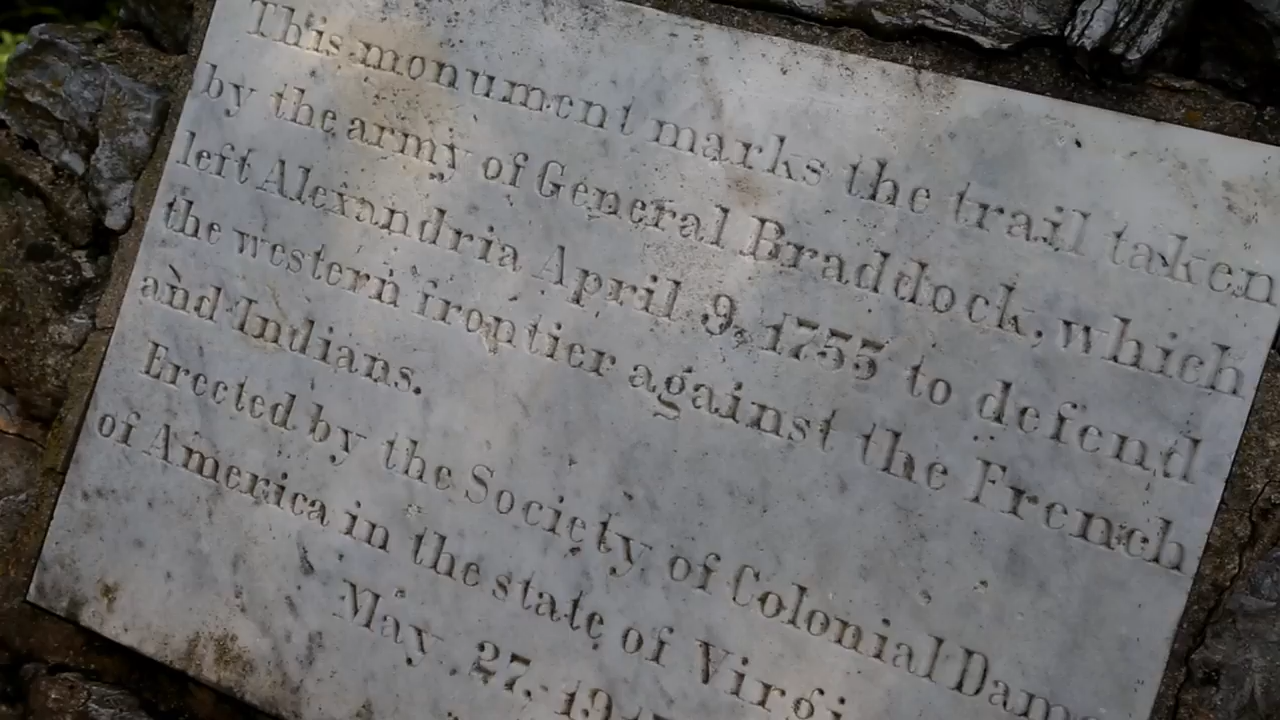 This monument marks the trail taken
by the army of General Braddock, which
left Alexandria April 9, 1755 to defend
the western frontier against the French
and Indians.
Erected by the Society of Colonial
of America in the state of
May 27,